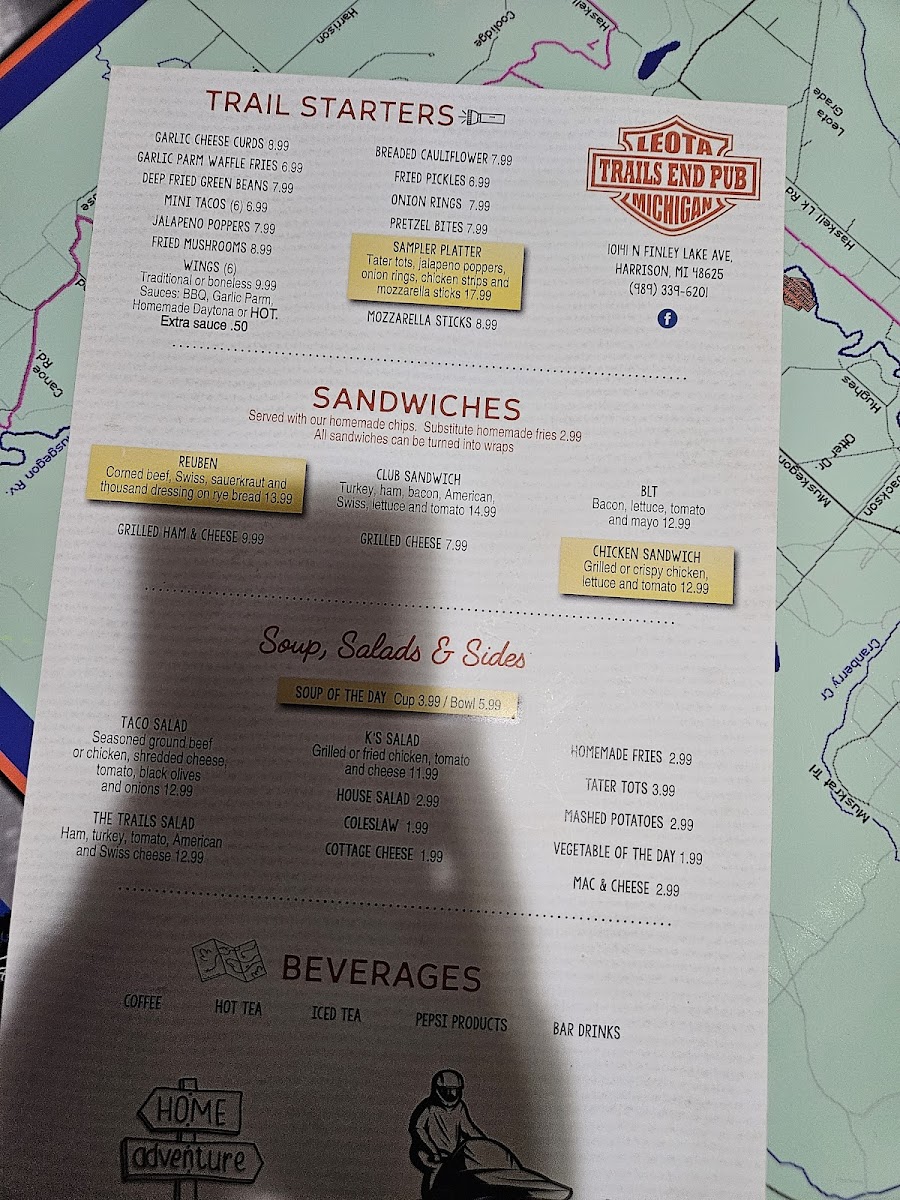 TRAIL STARTERS
GARLIC CHEESE CURDS 8.99
GARLIC PARM WAFFLE FRIES 6.99
DEEP FRIED GREEN BEANS 7.99
MINI TACOS (6) 6.99
JALAPENO POPPERS 7.99
FRIED MUSHROOMS 8.99
WINGS (6)
Traditional or boneless 9.99
Sauces: BBQ, Garlic Parm,
Homemade Daytona or HOT.
Extra sauce .50
BREADED CAULIFLOWER 7.99
FRIED PICKLES 8.99
ONION RINGS 7.99
PRETZEL BITES 7.99
SAMPLER PLATTER
Tater tots, jalapeno poppers,
onion rings, chicken strips and
mozzarella sticks 17.99
MOZZARELLA STICKS 8.99
LEOTA
TRAILS END PUB
MICHIGAN
10141 N FINLEY LAKE AVE,
HARRISON, MI 48625
(989) 339-6201
f
SANDWICHES
Served with our homemade chips. Substitute homemade fries 2.99
All sandwiches can be turned into wraps
REUBEN
Corned beef, Swiss, sauerkraut and
thousand dressing on rye bread 13.99
GRILLED HAM & CHEESE 9.99
CLUB SANDWICH
Turkey, ham, bacon, American,
Swiss, lettuce and tomato 14.99
GRILLED CHEESE 7.99
BLT
Bacon, lettuce, tomato
and mayo 12.99
CHICKEN SANDWICH
Grilled or crispy chicken,
lettuce and tomato 12.99
Soup, Salads & Sides
SOUP OF THE DAY Cup 3.99 / Bowl 5.99
TACO SALAD
Seasoned ground beef
or chicken, shredded cheese,
tomato, black olives
and onions 12.99
THE TRAILS SALAD
Ham, turkey, tomato, American
and Swiss cheese 12.99
K'S SALAD
Grilled or fried chicken, tomato
and cheese 11.99
HOUSE SALAD 2.99
COLESLAW 1.99
COTTAGE CHEESE 1.99
HOMEMADE FRIES 2.99
TATER TOTS 3.99
MASHED POTATOES 2.99
VEGETABLE OF THE DAY 1.99
MAC & CHEESE 2.99
BEVERAGES
COFFEE
HOT TEA
ICED TEA
PEPSI PRODUCTS
BAR DRINKS
HOME
adventure
Harrison
Coolidge
Haskell
Leota
Grade
Haskell Lk Rd
Canoe Rd.
Hughes
Otter Dr
Muskegon
Jackson
Cranberry Cr
Muskrat Trl